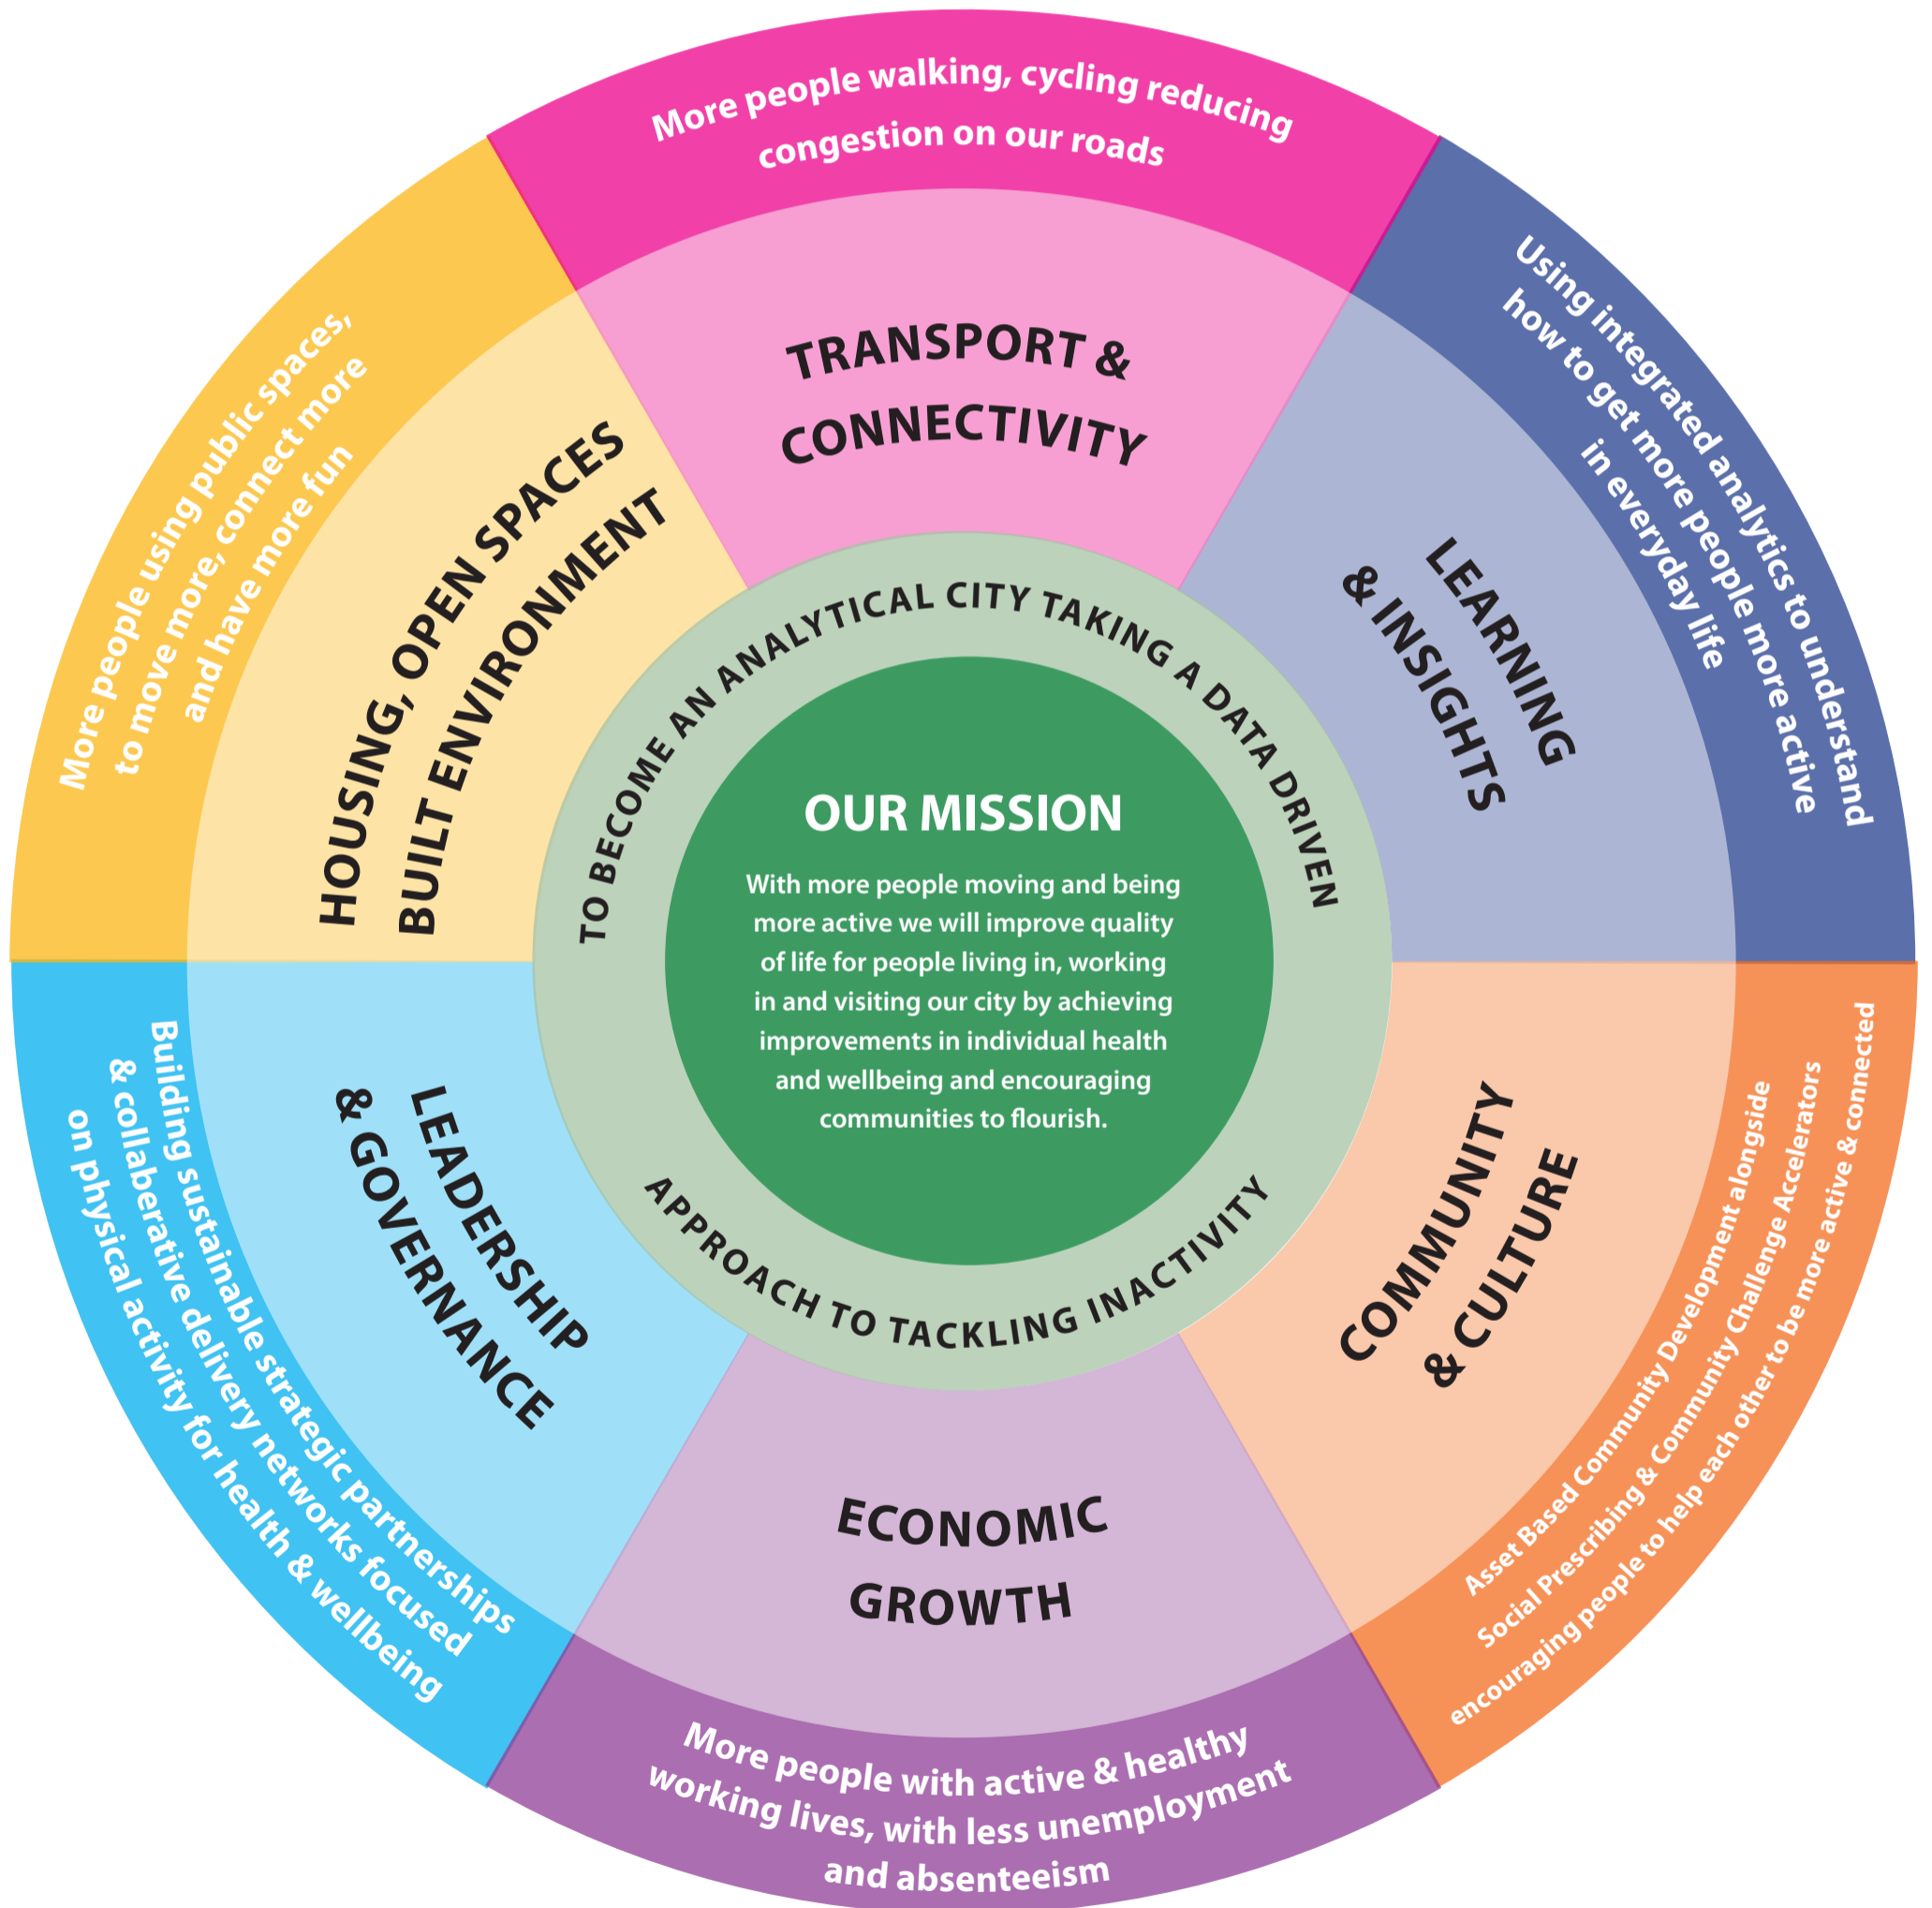 More people walking, cycling reducing
congestion on our roads
TRANSPORT &
CONNECTIVITY
Using integrated analytics to understand
how to get more people more active
in everyday life
LEARNING
& INSIGHTS
Asset Based Community Development alongside
Social Prescribing & Community Challenge Accelerators
encouraging people to help each other to be more active & connected
COMMUNITY
& CULTURE
ECONOMIC
GROWTH
More people with active & healthy
working lives, with less unemployment
and absenteeism
LEADERSHIP
& GOVERNANCE
Building sustainable strategic partnerships
& collaberative delivery networks focused
on physical activity for health & wellbeing
More people using public spaces,
to move more, connect more
and have more fun
HOUSING, OPEN SPACES
BUILT ENVIRONMENT
TO BECOME AN ANALYTICAL CITY TAKING A DATA DRIVEN
APPROACH TO TACKLING INACTIVITY
OUR MISSION
With more people moving and being
more active we will improve quality
of life for people living in, working
in and visiting our city by achieving
improvements in individual health
and wellbeing and encouraging
communities to flourish.